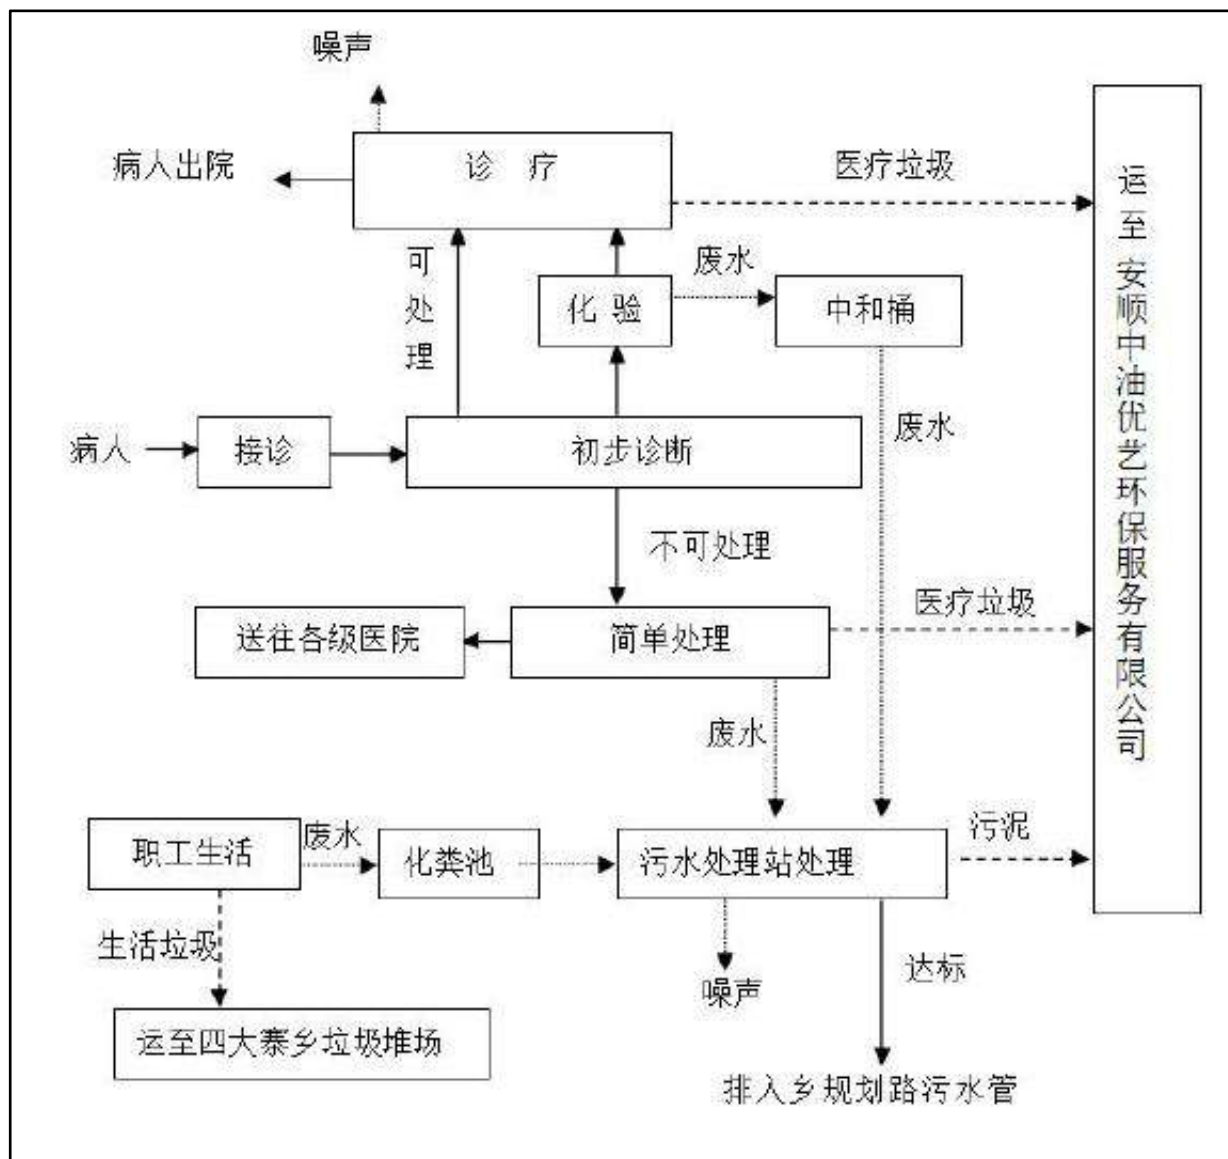 噪声
病人出院
诊 疗
医疗垃圾
可处理
化 验
废水
中和桶
废水
病人
接诊
初步诊断
不可处理
送往各级医院
简单处理
医疗垃圾
废水
职工生活
废水
化粪池
污水处理站处理
污泥
生活垃圾
噪声
达标
运至四大寨乡垃圾堆场
排入乡规划路污水管
运至安顺中油优艺环保服务有限公司